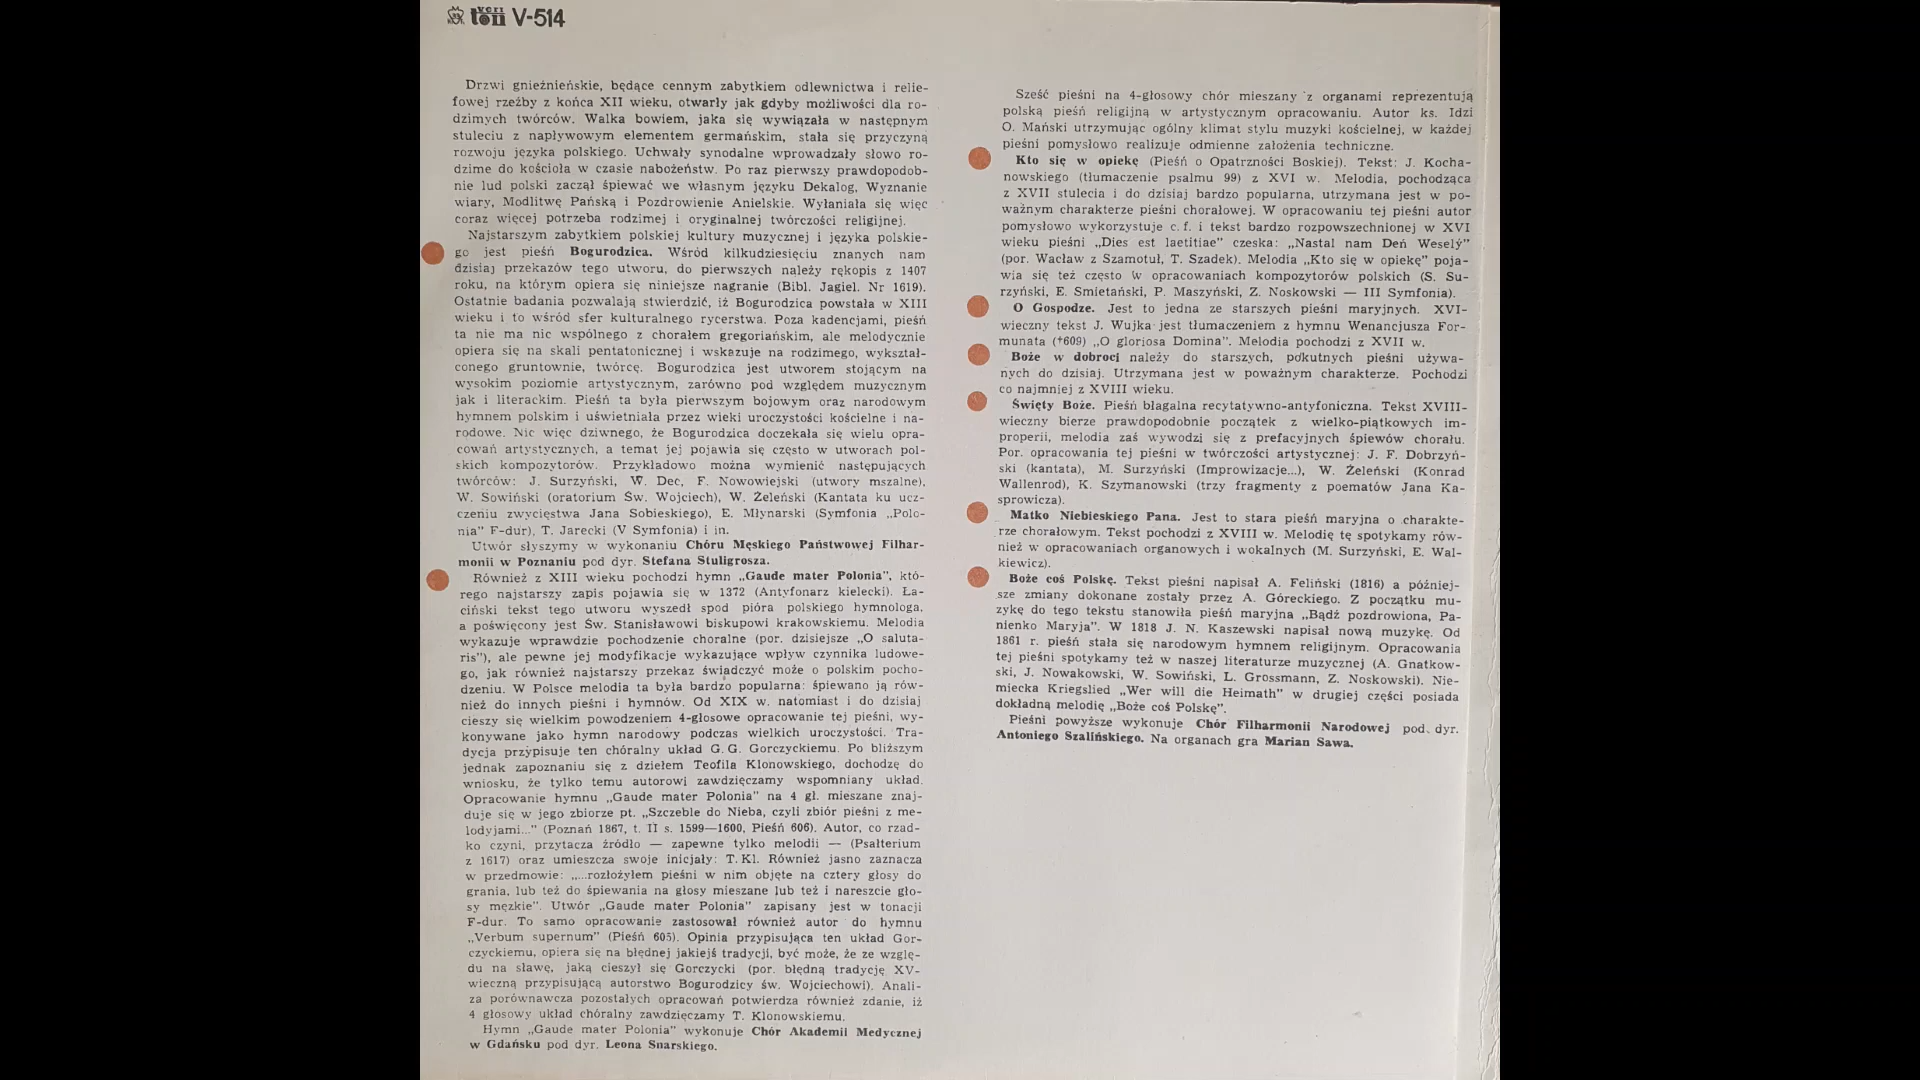 veri ton V-514
Drzwi gnieźnieńskie, będące cennym zabytkiem odlewnictwa i relie-
fowej rzeźby z końca XII wieku, otwarły jak gdyby możliwości dla ro-
dzimych twórców. Walka bowiem, jaka się wywiązała w następnym
stuleciu z napływowym elementem germańskim, stała się przyczyną
rozwoju języka polskiego. Uchwały synodalne wprowadzały słowo ro-
dzime do kościoła w czasie nabożeństw. Po raz pierwszy prawdopodob-
nie lud polski zaczął śpiewać we własnym języku Dekalog, Wyznanie
wiary, Modlitwę Pańską i Pozdrowienie Anielskie. Wyłaniała się więc
coraz więcej potrzeba rodzimej i oryginalnej twórczości religijnej.
Najstarszym zabytkiem polskiej kultury muzycznej i języka polskie-
go jest pieśń Bogurodzica. Wśród kilkudziesięciu znanych nam
dzisiaj przekazów tego utworu, do pierwszych należy rękopis z 1407
roku, na którym opiera się niniejsze nagranie (Bibl. Jagiel. Nr 1619).
Ostatnie badania pozwalają stwierdzić, iż Bogurodzica powstała w XIII
wieku i to wśród sfer kulturalnego rycerstwa. Poza kadencjami, pieśń
ta nie ma nic wspólnego z chorałem gregoriańskim, ale melodycznie
opiera się na skali pentatonicznej i wskazuje na rodzimego, wykształ-
conego gruntownie, twórcę. Bogurodzica jest utworem stojącym na
wysokim poziomie artystycznym, zarówno pod względem muzycznym
jak i literackim. Pieśń ta była pierwszym bojowym oraz narodowym
hymnem polskim i uświetniała przez wieki uroczystości kościelne i na-
rodowe. Nic więc dziwnego, że Bogurodzica doczekała się wielu opra-
cowań artystycznych, a temat jej pojawia się często w utworach pol-
skich kompozytorów. Przykładowo można wymienić następujących
twórców: J. Surzyński, W. Dec, F. Nowowiejski (utwory mszalne),
W. Sowiński (oratorium Św. Wojciech), W. Żeleński (Kantata ku ucz-
czeniu zwycięstwa Jana Sobieskiego), E. Młynarski (Symfonia „Polo-
nia" F-dur), T. Jarecki (V Symfonia) i in.
Utwór słyszymy w wykonaniu Chóru Męskiego Państwowej Filhar-
monii w Poznaniu pod dyr. Stefana Stuligrosza.
Również z XIII wieku pochodzi hymn „Gaude mater Polonia", któ-
rego najstarszy zapis pojawia się w 1372 (Antyfonarz kielecki). Ła-
ciński tekst tego utworu wyszedł spod pióra polskiego hymnologa,
a poświęcony jest Św. Stanisławowi biskupowi krakowskiemu. Melodia
wykazuje wprawdzie pochodzenie choralne (por. dzisiejsze „O saluta-
ris"), ale pewne jej modyfikacje wykazujące wpływ czynnika ludowe-
go, jak również najstarszy przekaz świadczyć może o polskim pocho-
dzeniu. W Polsce melodia ta była bardzo popularna: śpiewano ją rów-
nież do innych pieśni i hymnów. Od XIX w. natomiast i do dzisiaj
cieszy się wielkim powodzeniem 4-głosowe opracowanie tej pieśni, wy-
konywane jako hymn narodowy podczas wielkich uroczystości. Tra-
dycja przypisuje ten chóralny układ G. G. Gorczyckiemu. Po bliższym
jednak zapoznaniu się z dziełem Teofila Klonowskiego, dochodzę do
wniosku, że tylko temu autorowi zawdzięczamy wspomniany układ.
Opracowanie hymnu „Gaude mater Polonia" na 4 gł. mieszane znaj-
duje się w jego zbiorze pt. „Szczeble do Nieba, czyli zbiór pieśni z me-
lodyjami..." (Poznań 1867, t. II s. 1599—1600, Pieśń 606). Autor, co rzad-
ko czyni, przytacza źródło — zapewne tylko melodii — (Psalterium
z 1617) oraz umieszcza swoje inicjały: T. Kl. Również jasno zaznacza
w przedmowie: „...rozłożyłem pieśni w nim objęte na cztery głosy do
grania, lub też do śpiewania na głosy mieszane lub też i nareszcie gło-
sy męzkie". Utwór „Gaude mater Polonia" zapisany jest w tonacji
F-dur. To samo opracowanie zastosował również autor do hymnu
„Verbum supernum" (Pieśń 605). Opinia przypisująca ten układ Gor-
czyckiemu, opiera się na błędnej jakiejś tradycji, być może, że ze wzglę-
du na sławę, jaką cieszył się Gorczycki (por. błędną tradycję XV-
wieczną przypisującą autorstwo Bogurodzicy św. Wojciechowi). Anali-
za porównawcza pozostałych opracowań potwierdza również zdanie, iż
4 głosowy układ chóralny zawdzięczamy T. Klonowskiemu.
Hymn „Gaude mater Polonia" wykonuje Chór Akademii Medycznej
w Gdańsku pod dyr. Leona Snarskiego.
Sześć pieśni na 4-głosowy chór mieszany z organami reprezentują
polską pieśń religijną w artystycznym opracowaniu. Autor ks. Idzi
O. Mański utrzymując ogólny klimat stylu muzyki kościelnej, w każdej
pieśni pomysłowo realizuje odmienne założenia techniczne.
Kto się w opiekę (Pieśń o Opatrzności Boskiej). Tekst: J. Kocha-
nowskiego (tłumaczenie psalmu 99) z XVI w. Melodia, pochodząca
z XVII stulecia i do dzisiaj bardzo popularna, utrzymana jest w po-
ważnym charakterze pieśni chorałowej. W opracowaniu tej pieśni autor
pomysłowo wykorzystuje c. f. i tekst bardzo rozpowszechnionej w XVI
wieku pieśni „Dies est laetitiae" czeska: „Nastal nam Deń Weselý"
(por. Wacław z Szamotuł, T. Szadek). Melodia „Kto się w opiekę" poja-
wia się też często w opracowaniach kompozytorów polskich (S. Su-
rzyński, E. Smietański, P. Maszyński, Z. Noskowski — III Symfonia).
O Gospodze. Jest to jedna ze starszych pieśni maryjnych. XVI-
wieczny tekst J. Wujka jest tłumaczeniem z hymnu Wenancjusza For-
munata (†609) „O gloriosa Domina". Melodia pochodzi z XVII w.
Boże w dobroci należy do starszych, pokutnych pieśni używa-
nych do dzisiaj. Utrzymana jest w poważnym charakterze. Pochodzi
co najmniej z XVIII wieku.
Święty Boże. Pieśń błagalna recytatywno-antyfoniczna. Tekst XVIII-
wieczny bierze prawdopodobnie początek z wielko-piątkowych im-
properii, melodia zaś wywodzi się z prefacyjnych śpiewów chorału.
Por. opracowania tej pieśni w twórczości artystycznej: J. F. Dobrzyń-
ski (kantata), M. Surzyński (Improwizacje...), W. Żeleński (Konrad
Wallenrod), K. Szymanowski (trzy fragmenty z poematów Jana Ka-
sprowicza).
Matko Niebieskiego Pana. Jest to stara pieśń maryjna o charakte-
rze chorałowym. Tekst pochodzi z XVIII w. Melodię tę spotykamy rów-
nież w opracowaniach organowych i wokalnych (M. Surzyński, E. Wal-
kiewicz).
Boże coś Polskę. Tekst pieśni napisał A. Feliński (1816) a później-
sze zmiany dokonane zostały przez A. Góreckiego. Z początku mu-
zykę do tego tekstu stanowiła pieśń maryjna „Bądź pozdrowiona, Pa-
nienko Maryja". W 1818 J. N. Kaszewski napisał nową muzykę. Od
1861 r. pieśń stała się narodowym hymnem religijnym. Opracowania
tej pieśni spotykamy też w naszej literaturze muzycznej (A. Gnatkow-
ski, J. Nowakowski, W. Sowiński, L. Grossmann, Z. Noskowski). Nie-
miecka Kriegslied „Wer will die Heimath" w drugiej części posiada
dokładną melodię „Boże coś Polskę".
Pieśni powyższe wykonuje Chór Filharmonii Narodowej pod. dyr.
Antoniego Szalińskiego. Na organach gra Marian Sawa.